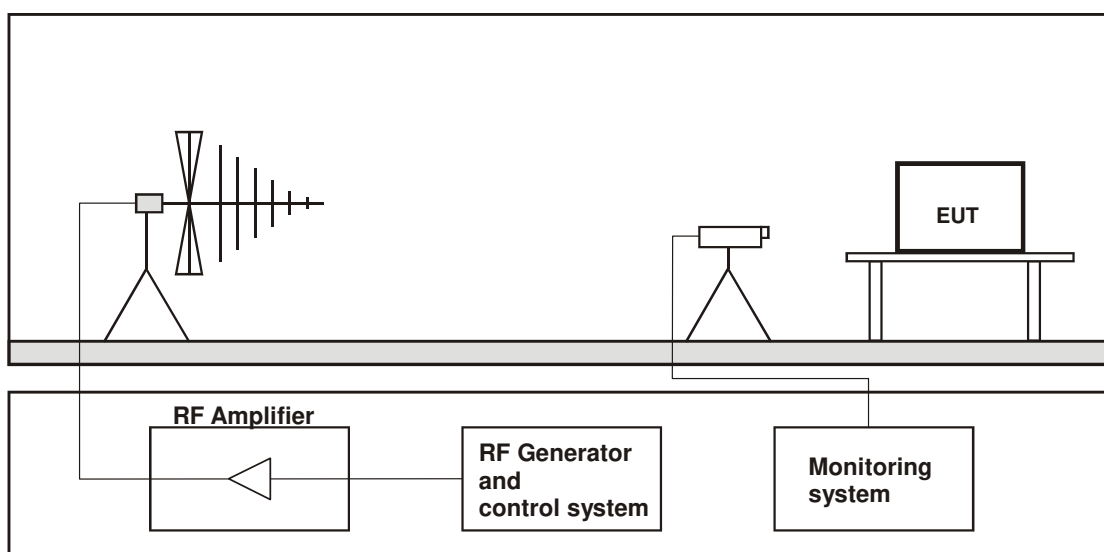 EUT
RF Amplifier
RF Generator
and
control system
Monitoring
system